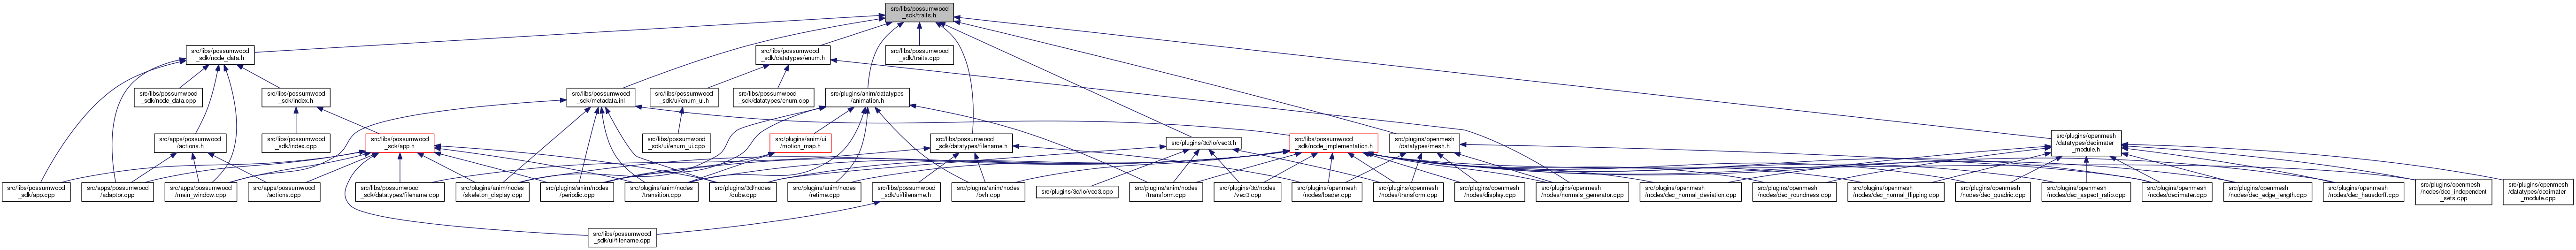 src/libs/possumwood
_sdk/traits.h
src/libs/possumwood
_sdk/node_data.h
src/libs/possumwood
_sdk/datatypes/enum.h
src/libs/possumwood
_sdk/traits.cpp
src/libs/possumwood
_sdk/node_data.cpp
src/libs/possumwood
_sdk/index.h
src/libs/possumwood
_sdk/metadata.inl
src/libs/possumwood
_sdk/ui/enum_ui.h
src/libs/possumwood
_sdk/datatypes/enum.cpp
src/plugins/anim/datatypes
/animation.h
src/apps/possumwood
/actions.h
src/libs/possumwood
_sdk/index.cpp
src/libs/possumwood
_sdk/app.h
src/libs/possumwood
_sdk/ui/enum_ui.cpp
src/plugins/anim/ui
/motion_map.h
src/libs/possumwood
_sdk/datatypes/filename.h
src/plugins/3d/io/vec3.h
src/libs/possumwood
_sdk/node_implementation.h
src/plugins/openmesh
/datatypes/mesh.h
src/plugins/openmesh
/datatypes/decimater
_module.h
src/libs/possumwood
_sdk/app.cpp
src/apps/possumwood
/adaptor.cpp
src/apps/possumwood
/main_window.cpp
src/apps/possumwood
/actions.cpp
src/libs/possumwood
_sdk/datatypes/filename.cpp
src/plugins/anim/nodes
/skeleton_display.cpp
src/plugins/anim/nodes
/periodic.cpp
src/plugins/anim/nodes
/transition.cpp
src/plugins/3d/nodes
/cube.cpp
src/plugins/anim/nodes
/retime.cpp
src/libs/possumwood
_sdk/ui/filename.h
src/plugins/anim/nodes
/bvh.cpp
src/plugins/3d/io/vec3.cpp
src/plugins/anim/nodes
/transform.cpp
src/plugins/3d/nodes
/vec3.cpp
src/plugins/openmesh
/nodes/loader.cpp
src/plugins/openmesh
/nodes/transform.cpp
src/plugins/openmesh
/nodes/display.cpp
src/plugins/openmesh
/nodes/normals_generator.cpp
src/plugins/openmesh
/nodes/dec_normal_deviation.cpp
src/plugins/openmesh
/nodes/dec_roundness.cpp
src/plugins/openmesh
/nodes/dec_normal_flipping.cpp
src/plugins/openmesh
/nodes/dec_quadric.cpp
src/plugins/openmesh
/nodes/dec_aspect_ratio.cpp
src/plugins/openmesh
/nodes/decimater.cpp
src/plugins/openmesh
/nodes/dec_edge_length.cpp
src/plugins/openmesh
/nodes/dec_hausdorff.cpp
src/plugins/openmesh
/nodes/dec_independent
_sets.cpp
src/plugins/openmesh
/datatypes/decimater
_module.cpp
src/libs/possumwood
_sdk/ui/filename.cpp